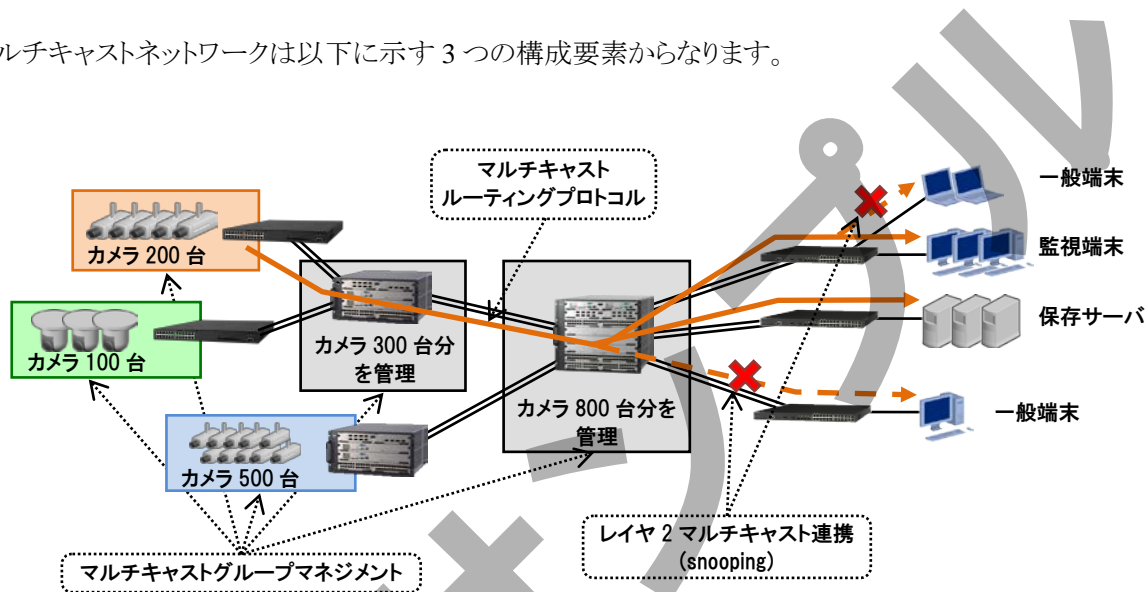 ルチキャストネットワークは以下に示す 3 つの構成要素からなります。
マルチキャスト
ルーティングプロトコル
一般端末
監視端末
カメラ 200 台
保存サーバ
カメラ 300 台分
を管理
カメラ 100 台
カメラ 800 台分を
管理
一般端末
カメラ 500 台
レイヤ 2 マルチキャスト連携
(snooping)
マルチキャストグループマネジメント
サンプル